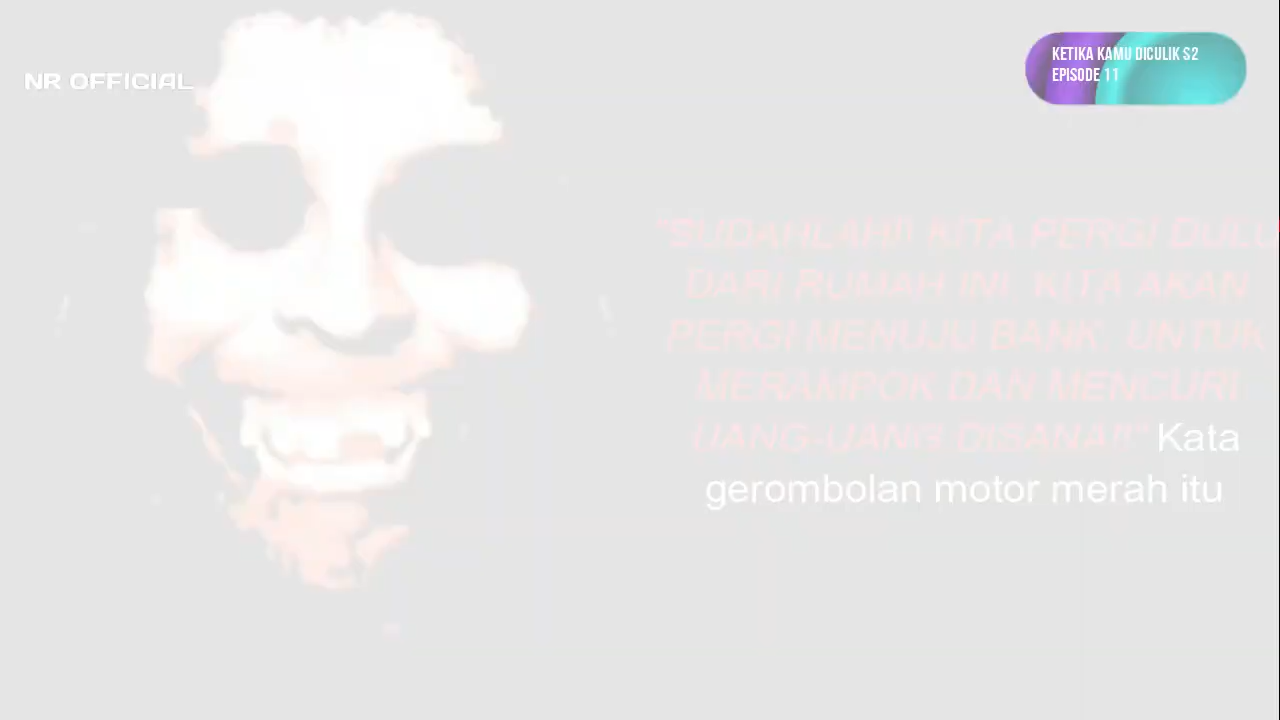 NR OFFICIAL
KETIKA KAMU DICULIK S2
EPISODE 11
"SUDAHLAH!! KITA PERGI DULU
DARI RUMAH INI. KITA AKAN
PERGI MENUJU BANK. UNTUK
MERAMPOK DAN MENCURI
UANG-UANG DISANA!!" Kata
gerombolan motor merah itu